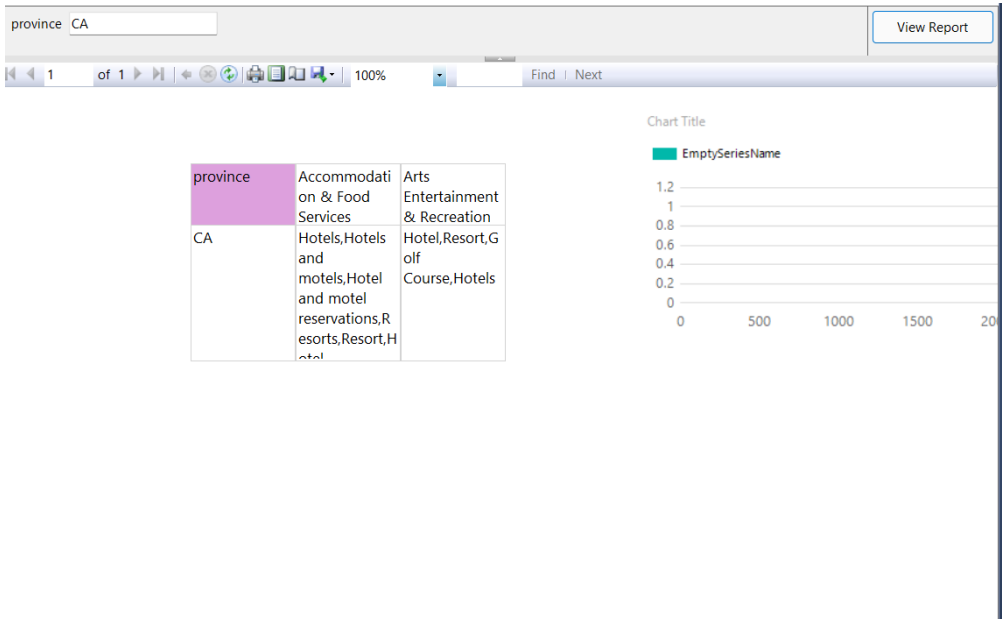 province CA
View Report
1 of 1 100% Find | Next
Chart Title
EmptySeriesName
province
Accommodati
on & Food
Services
Arts
Entertainment
& Recreation
CA
Hotels,Hotels
and
motels,Hotel
and motel
reservations,R
esorts,Resort,H
otel
Hotel,Resort,G
olf
Course,Hotels
1.2
1
0.8
0.6
0.4
0.2
0
0 500 1000 1500 20